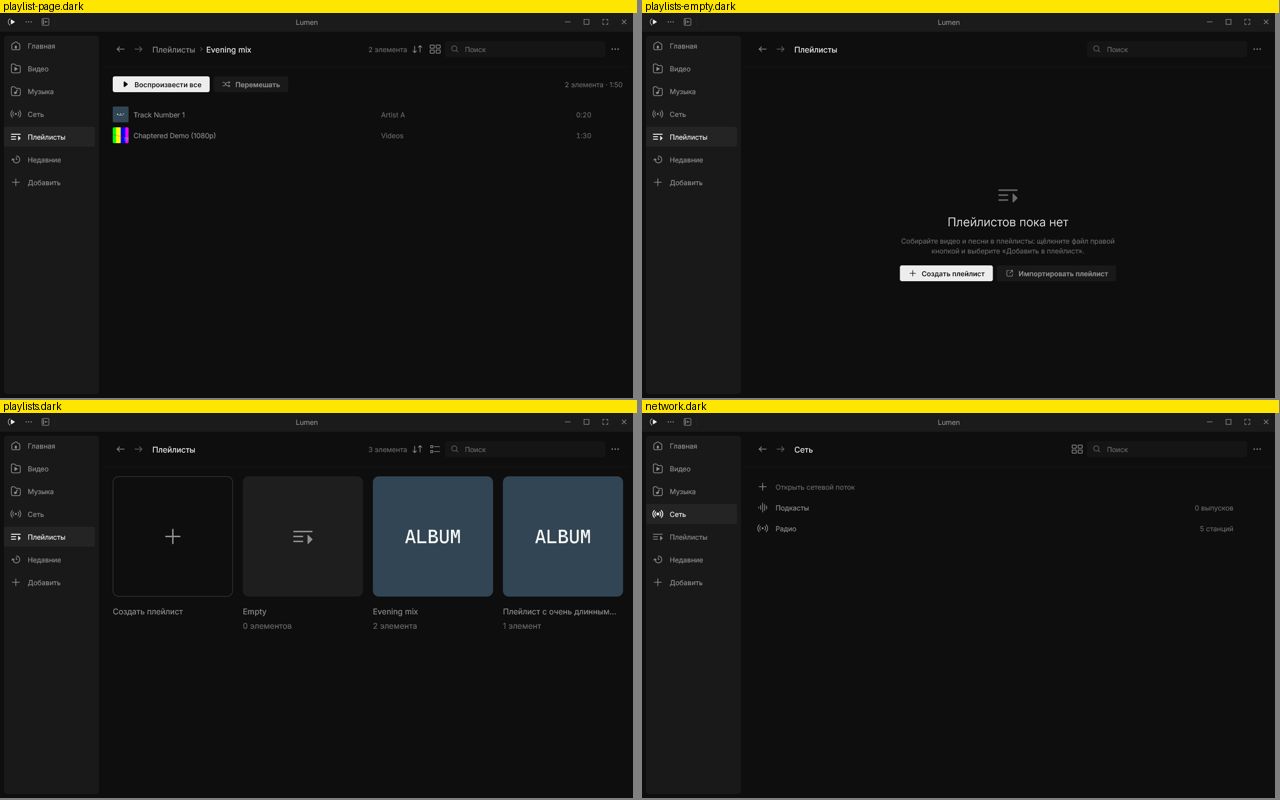 playlist-page.dark
Lumen
Главная
Видео
Музыка
Сеть
Плейлисты
Недавние
Добавить
Плейлисты › Evening mix
2 элемента
Поиск
Воспроизвести все
Перемешать
2 элемента · 1:50
Track Number 1
Artist A
0:20
Chaptered Demo (1080p)
Videos
1:30
playlists-empty.dark
Lumen
Главная
Видео
Музыка
Сеть
Плейлисты
Недавние
Добавить
Плейлисты
Поиск
Плейлистов пока нет
Собирайте видео и песни в плейлисты: щёлкните файл правой
кнопкой и выберите «Добавить в плейлист».
Создать плейлист
Импортировать плейлист
playlists.dark
Lumen
Главная
Видео
Музыка
Сеть
Плейлисты
Недавние
Добавить
Плейлисты
3 элемента
Поиск
ALBUM
ALBUM
Создать плейлист
Empty
0 элементов
Evening mix
2 элемента
Плейлист с очень длинным...
1 элемент
network.dark
Lumen
Главная
Видео
Музыка
Сеть
Плейлисты
Недавние
Добавить
Сеть
Поиск
Открыть сетевой поток
Подкасты
0 выпусков
Радио
5 станций